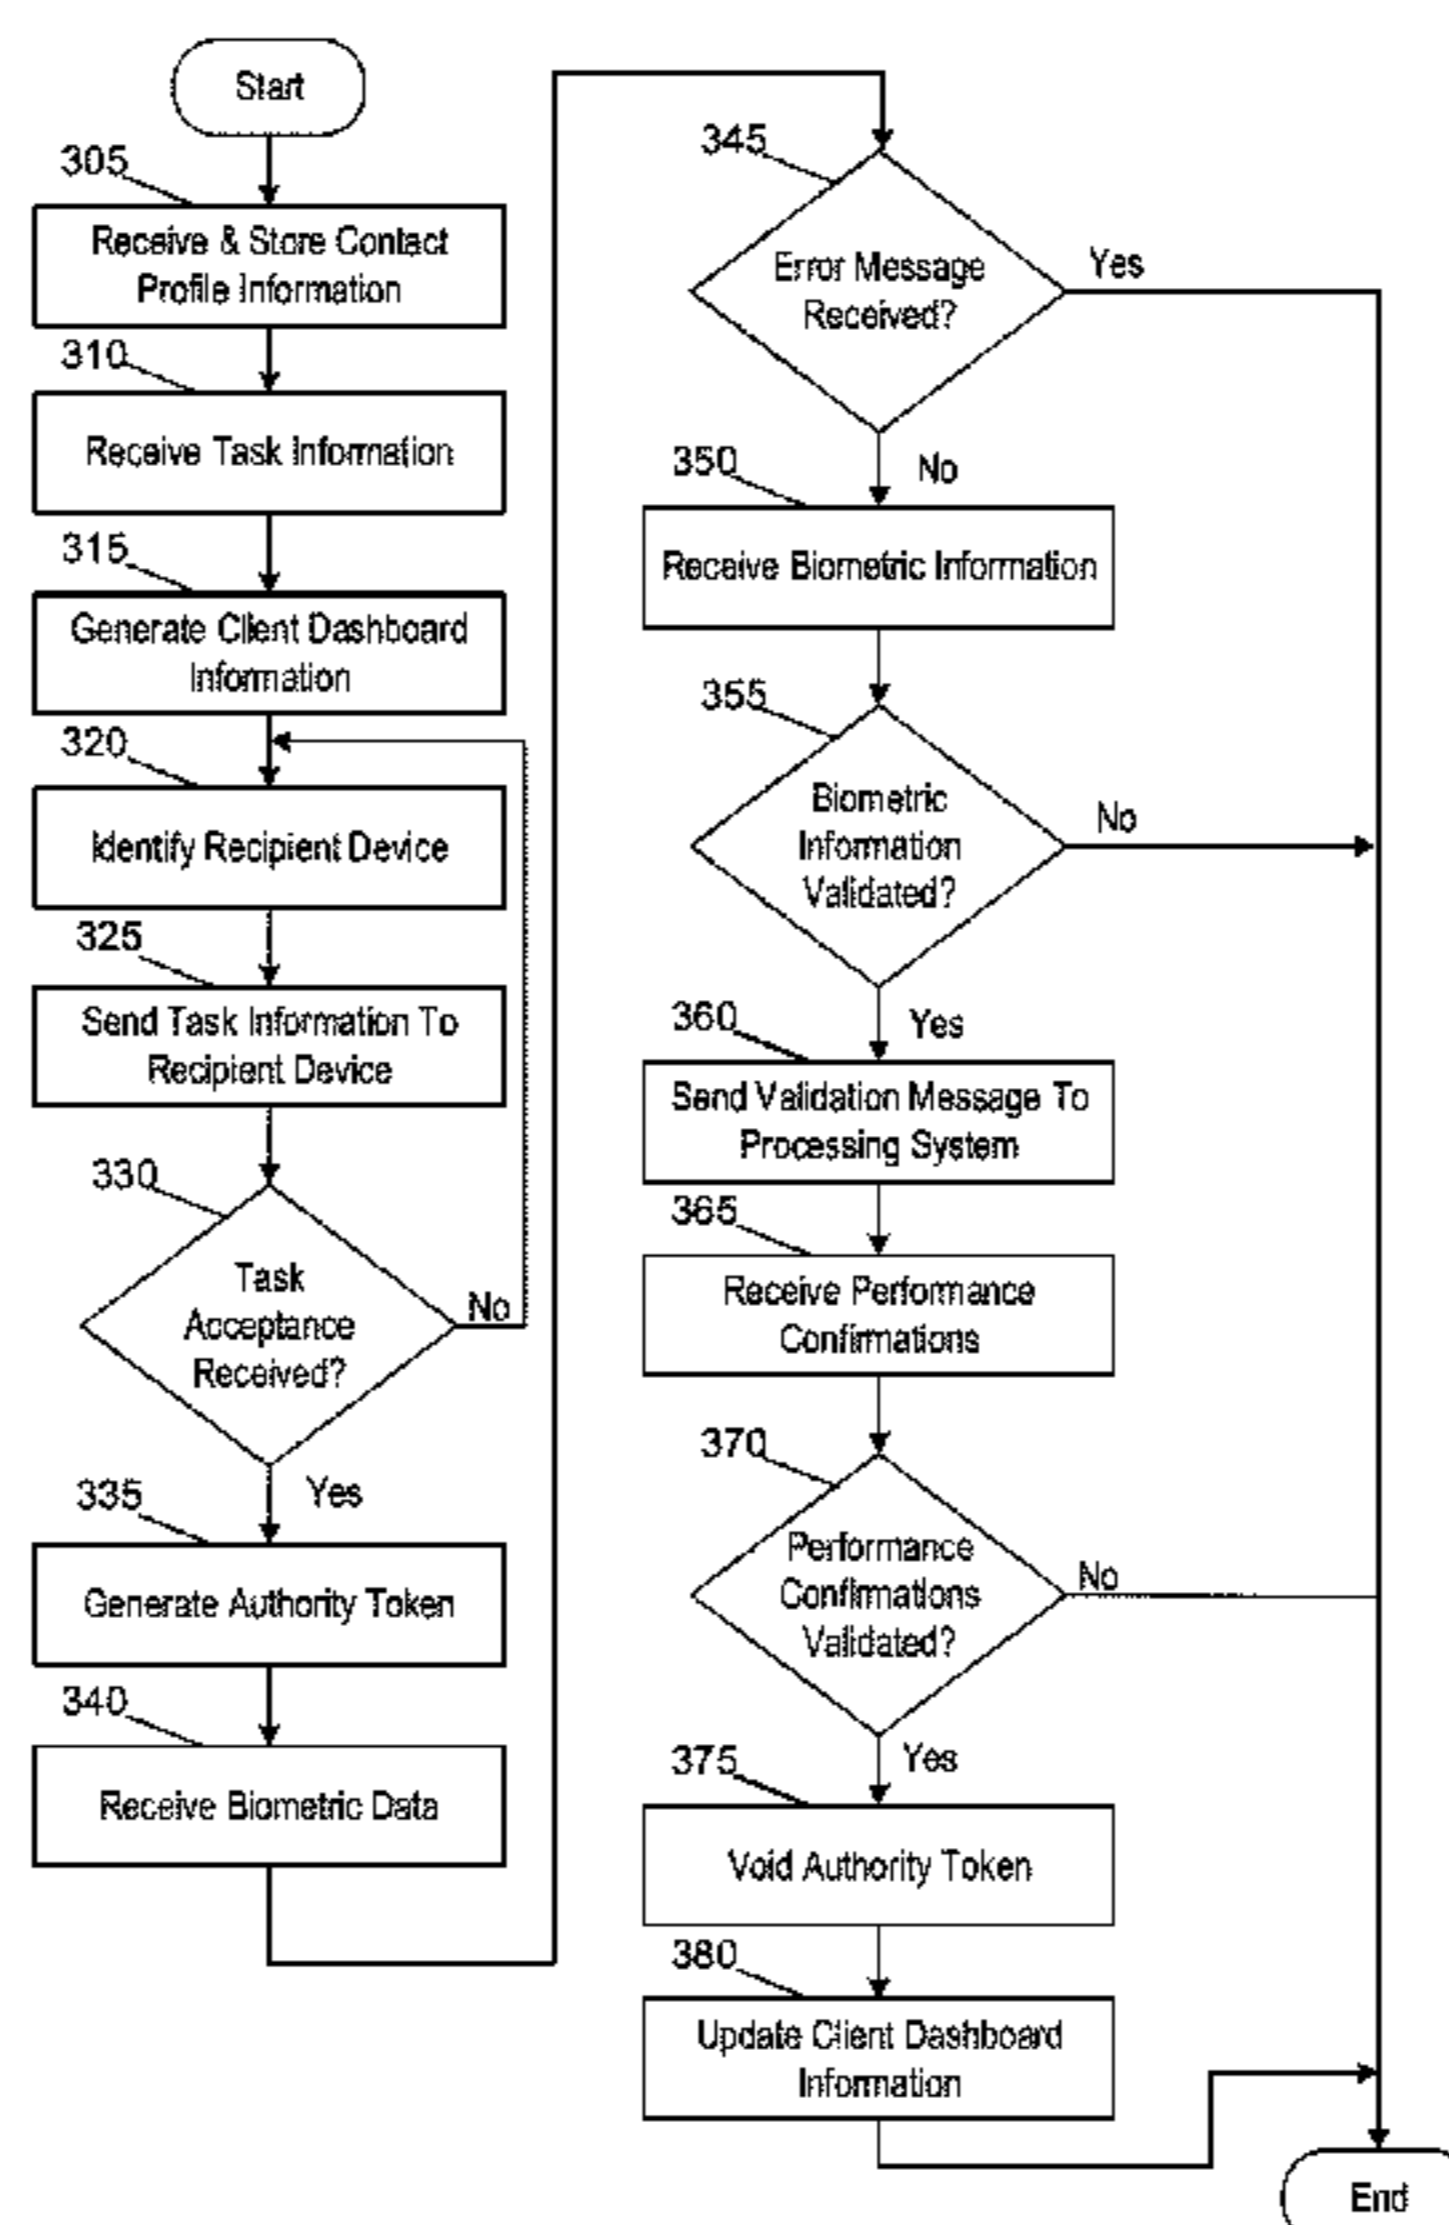 Start
305
Receive & Store Contact
Profile Information
310
Receive Task Information
315
Generate Client Dashboard
Information
320
Identify Recipient Device
325
Send Task Information To
Recipient Device
330
Task
Acceptance
Received?
No
Yes
335
Generate Authority Token
340
Receive Biometric Data
345
Error Message
Received?
Yes
No
350
Receive Biometric Information
355
Biometric
Information
Validated?
No
Yes
360
Send Validation Message To
Processing System
365
Receive Performance
Confirmations
370
Performance
Confirmations
Validated?
No
Yes
375
Void Authority Token
380
Update Client Dashboard
Information
End